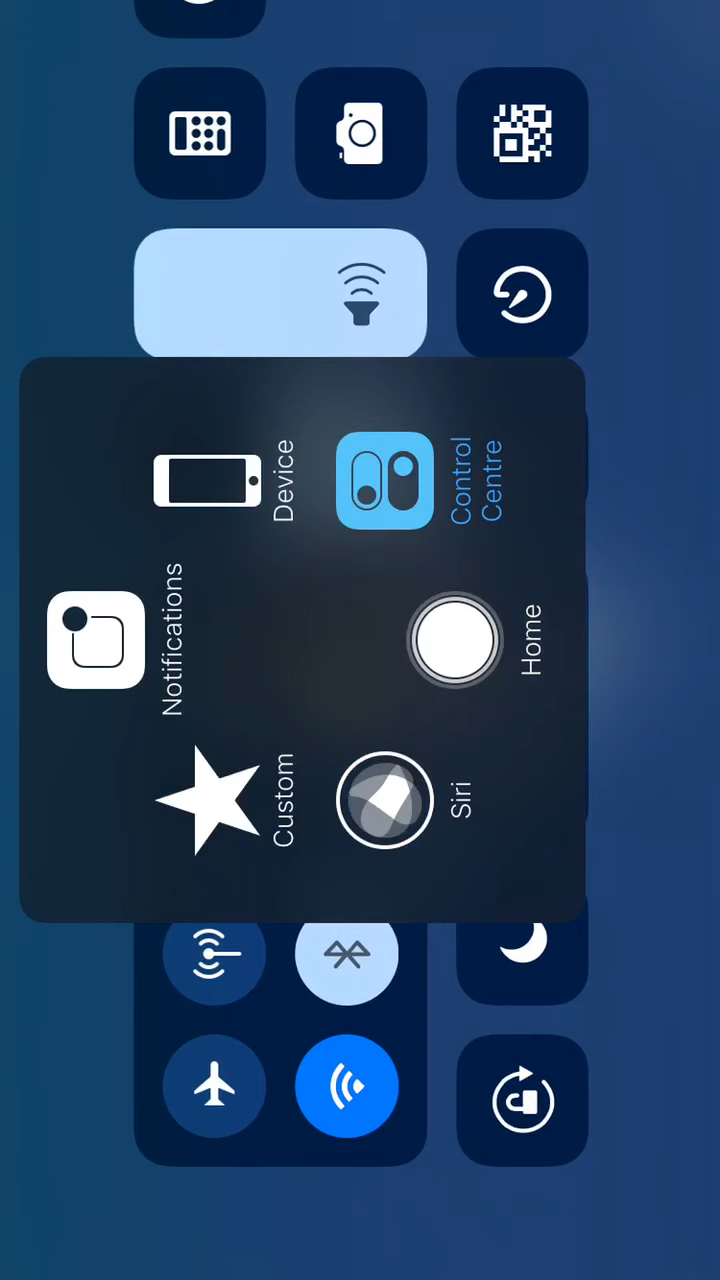 Notifications
Custom
Device
Siri
Control
Centre
Home